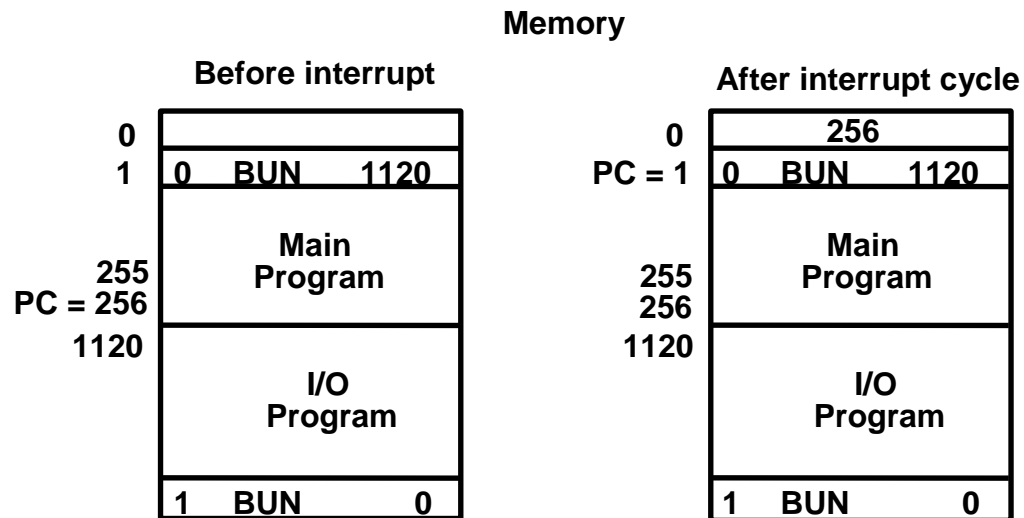 Memory
Before interrupt
0
1 0 BUN 1120
Main
Program
255
PC = 256
1120
I/O
Program
1 BUN 0
After interrupt cycle
0 256
PC = 1 0 BUN 1120
Main
Program
255
256
1120
I/O
Program
1 BUN 0